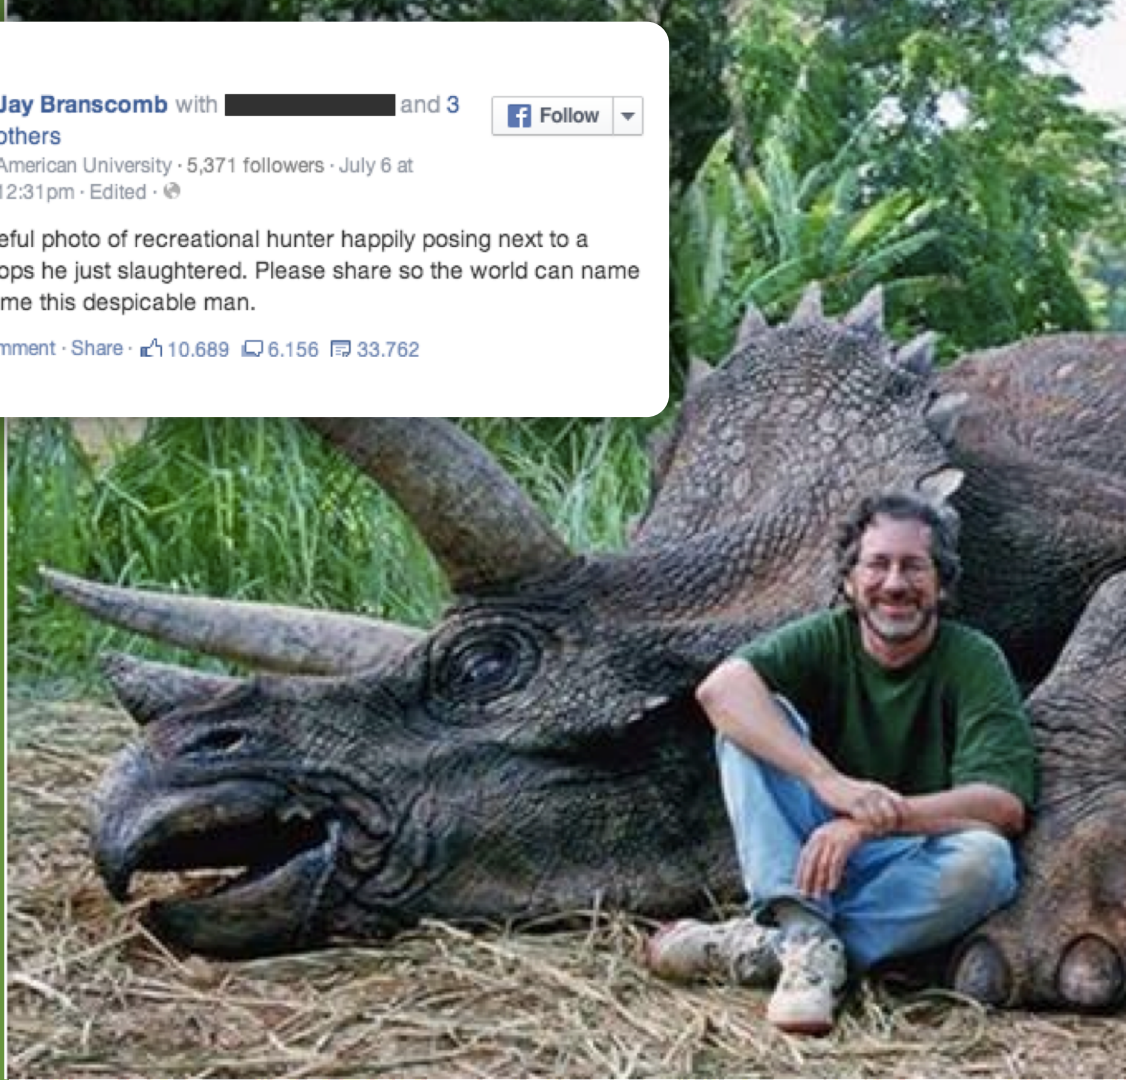 Jay Branscomb with and 3
others
Follow
American University · 5,371 followers · July 6 at
12:31pm · Edited ·
eful photo of recreational hunter happily posing next to a
ops he just slaughtered. Please share so the world can name
me this despicable man.
mment · Share · 10.689 6.156 33.762